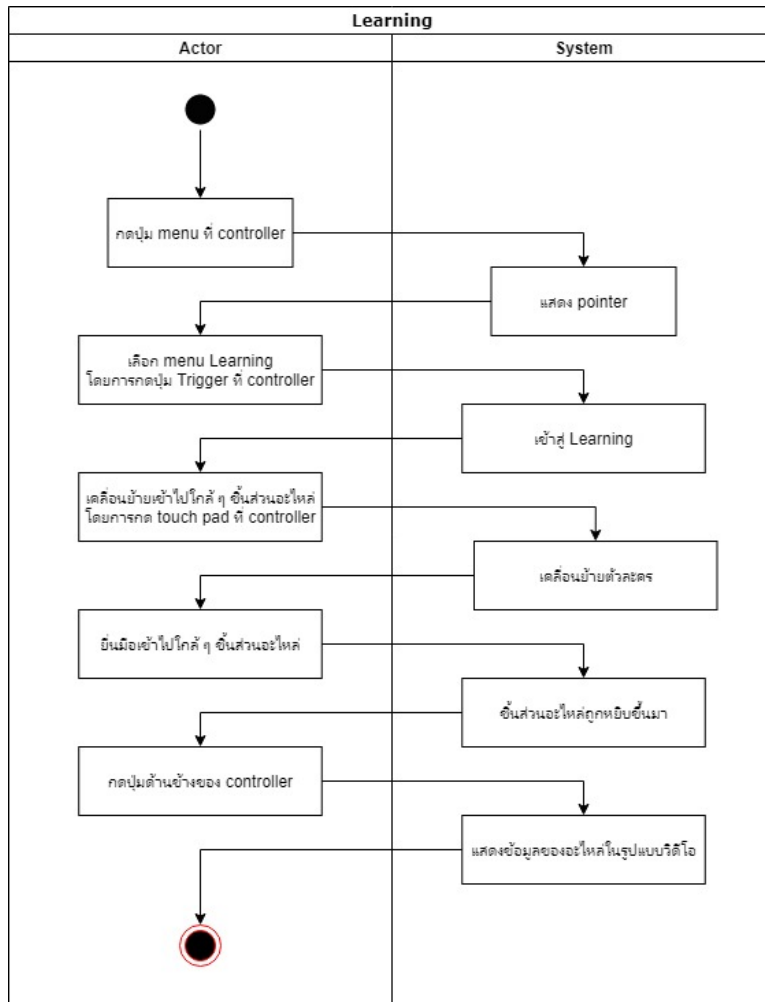 Learning
Actor
System
กดปุ่ม menu ที่ controller
แสดง pointer
เลือก menu Learning
โดยการกดปุ่ม Trigger ที่ controller
เข้าสู่ Learning
เคลื่อนย้ายเข้าไปใกล้ ๆ ชิ้นส่วนอะไหล่
โดยการกด touch pad ที่ controller
เคลื่อนย้ายตัวละคร
ยื่นมือเข้าไปใกล้ ๆ ชิ้นส่วนอะไหล่
ชิ้นส่วนอะไหล่ถูกหยิบขึ้นมา
กดปุ่มด้านข้างของ controller
แสดงข้อมูลของอะไหล่ในรูปแบบวิดีโอ